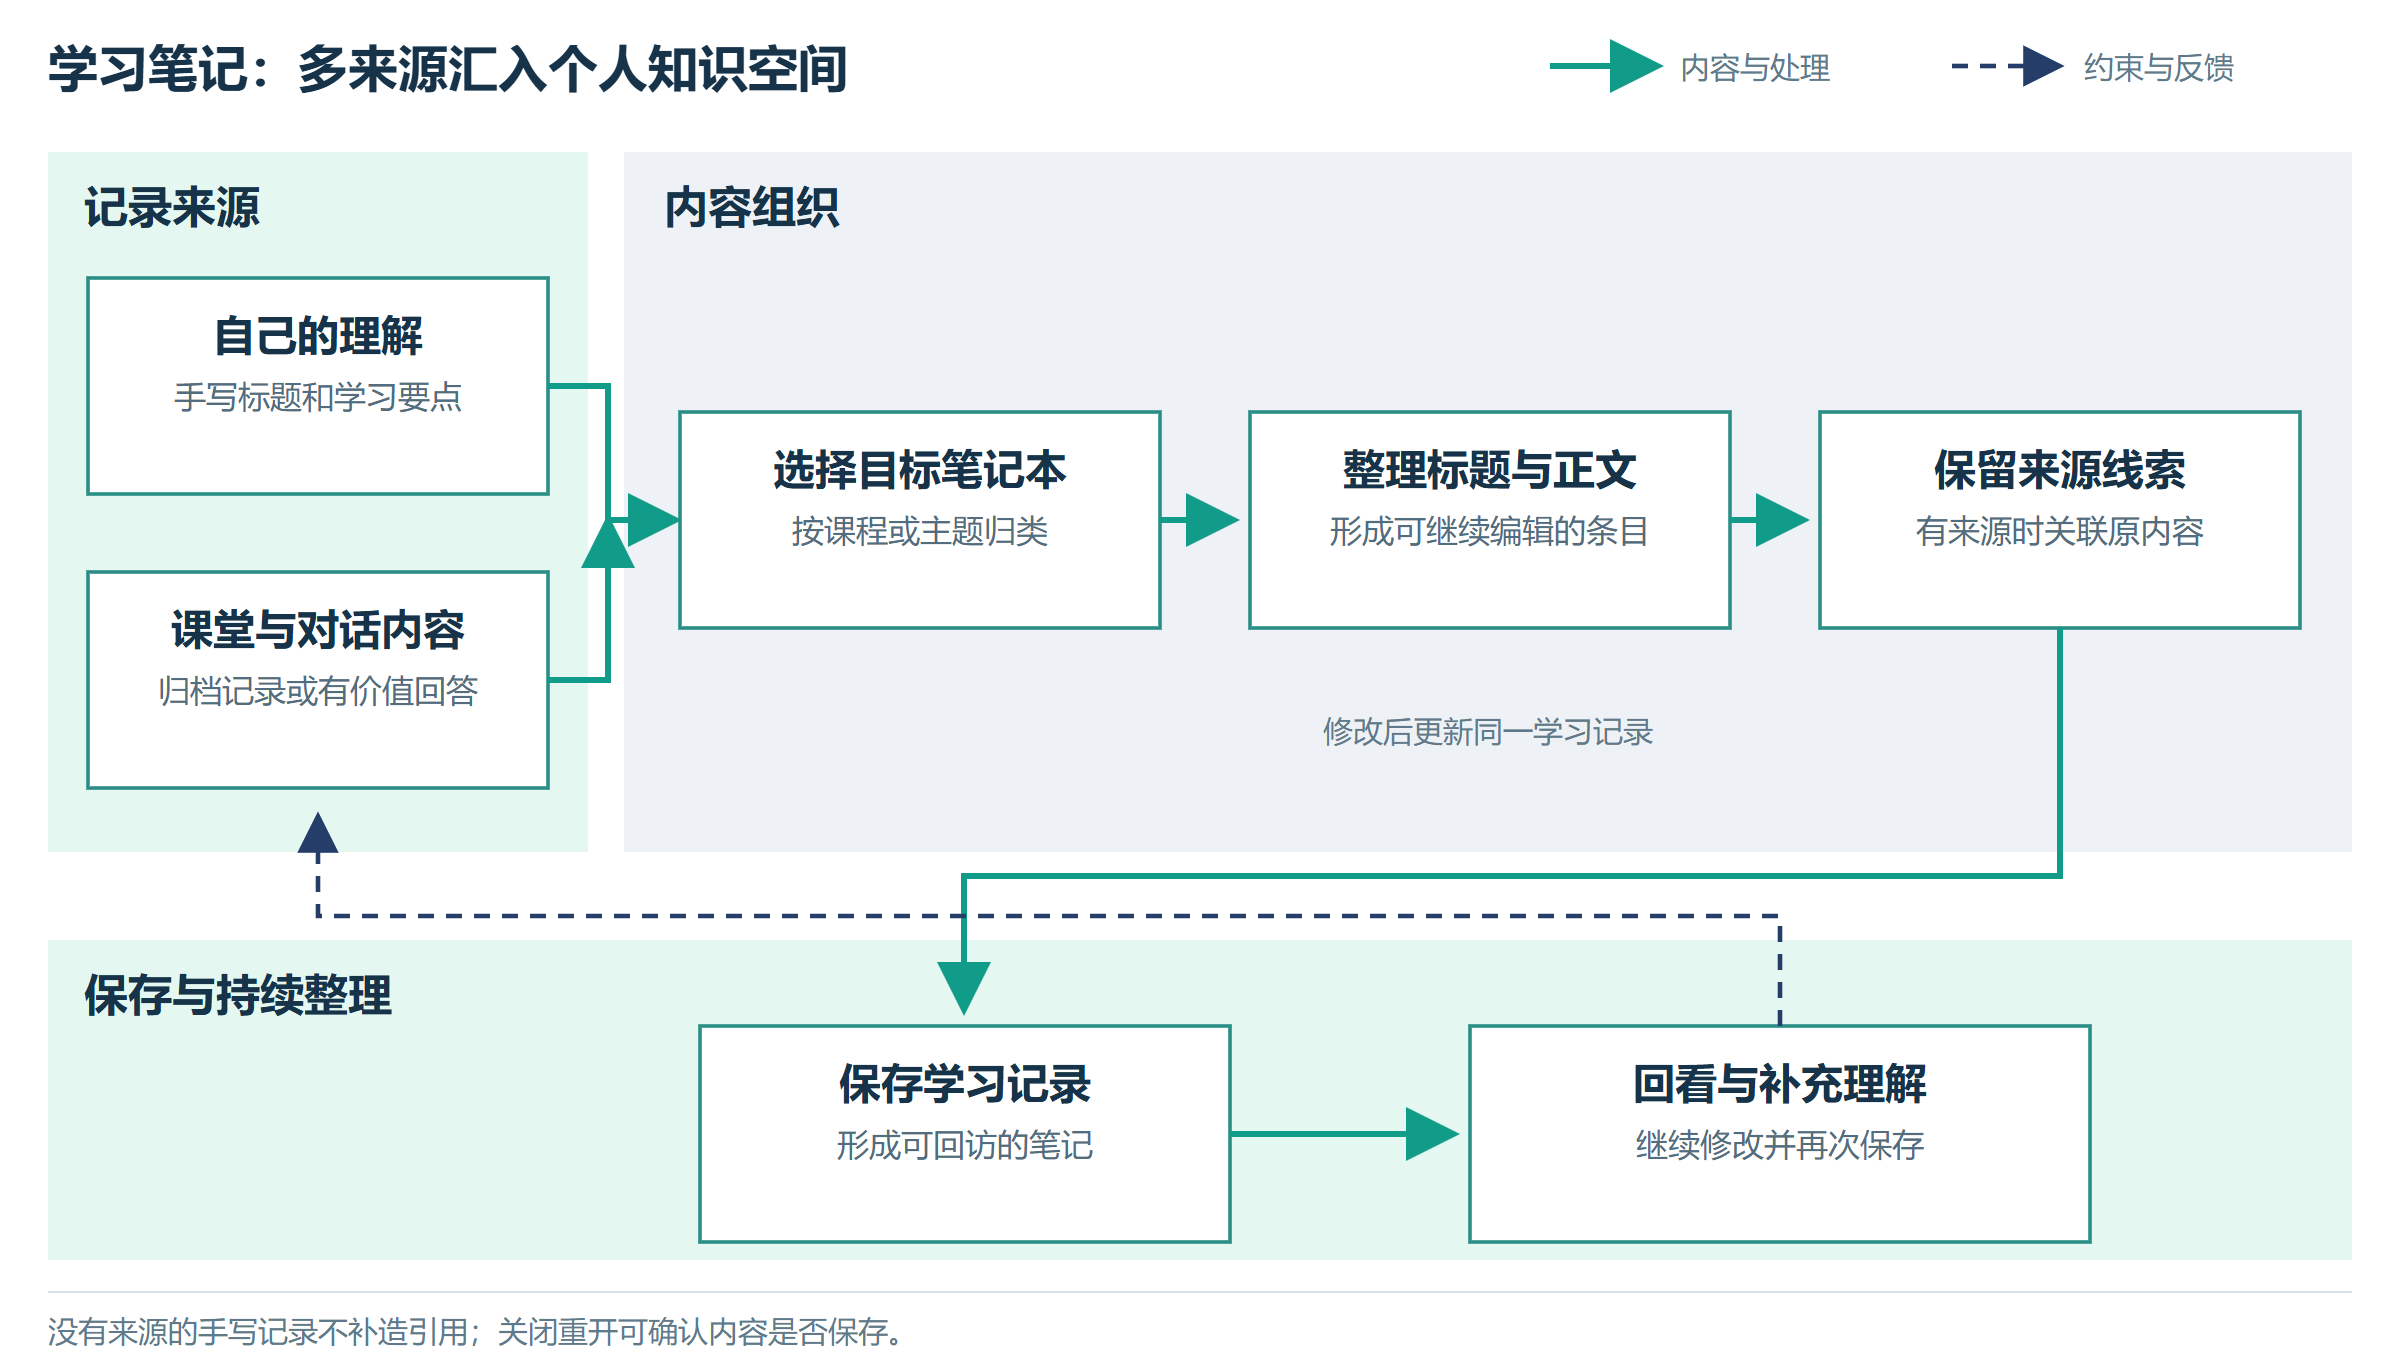 学习笔记：多来源汇入个人知识空间
内容与处理
约束与反馈
记录来源
自己的理解
手写标题和学习要点
课堂与对话内容
归档记录或有价值回答
内容组织
选择目标笔记本
按课程或主题归类
整理标题与正文
形成可继续编辑的条目
保留来源线索
有来源时关联原内容
修改后更新同一学习记录
保存与持续整理
保存学习记录
形成可回访的笔记
回看与补充理解
继续修改并再次保存
没有来源的手写记录不补造引用；关闭重开可确认内容是否保存。